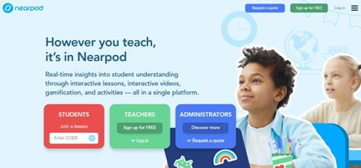 nearpod
Request a quote
Sign up for FREE
Log in
However you teach,
it's in Nearpod
Real-time insights into student understanding
through interactive lessons, interactive videos,
gamification, and activities — all in a single platform.
STUDENTS
Join a lesson
Enter CODE
TEACHERS
Sign up for FREE
or Log in
ADMINISTRATORS
Discover more
or Request a quote